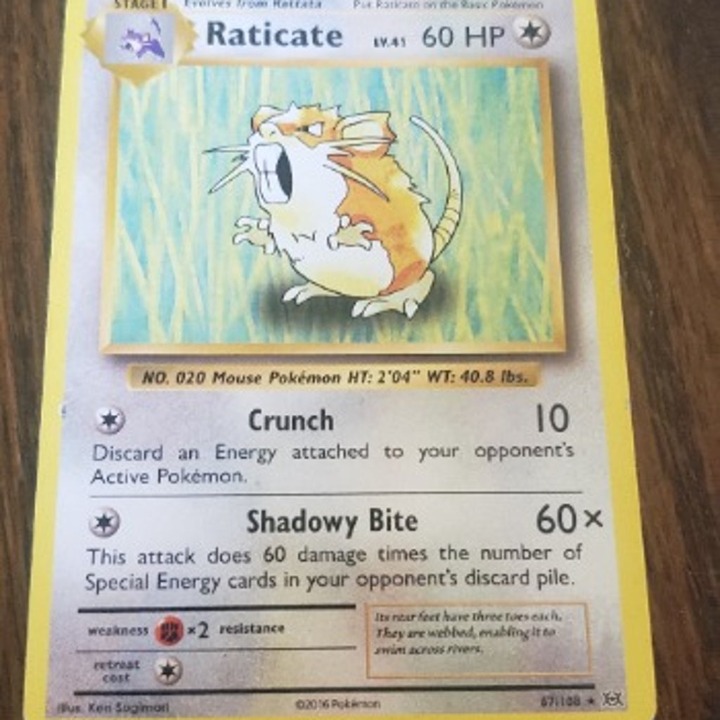 STAGE 1 Evolves from Rattata Put Raticate on the Basic Pokémon
Raticate LV.41 60 HP
NO. 020 Mouse Pokémon HT: 2'04" WT: 40.8 lbs.
Crunch 10
Discard an Energy attached to your opponent's
Active Pokémon.
Shadowy Bite 60×
This attack does 60 damage times the number of
Special Energy cards in your opponent's discard pile.
weakness ×2 resistance
Its rear feet have three toes each.
They are webbed, enabling it to
swim across rivers.
retreat
cost
Illus. Ken Sugimori ©2016 Pokémon 67/108